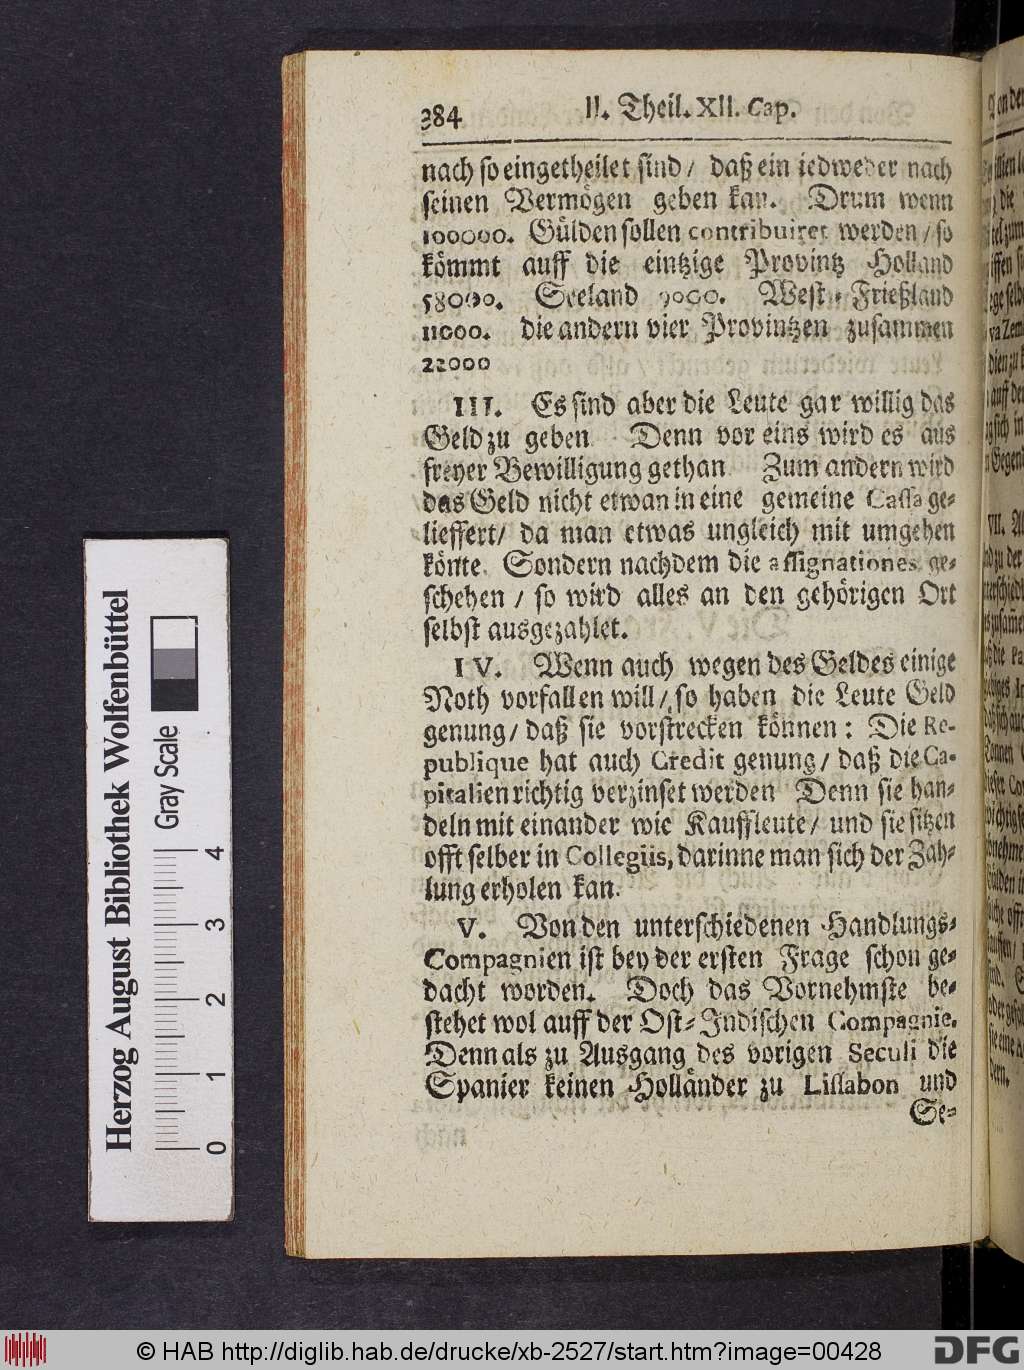 384 II. Theil. XII. Cap.
nach so eingetheilet sind / daß ein iedweder nach
seinen Vermögen geben kan. Drum wenn
100000. Gülden sollen contribuiret werden / so
kömmt auff die eintzige Provintz Holland
58000. Seeland 9000. West-Frießland
11000. die andern vier Provintzen zusammen
22000
III. Es sind aber die Leute gar willig das
Geld zu geben Denn vor eins wird es aus
freyer Bewilligung gethan. Zum andern wird
das Geld nicht etwan in eine gemeine Cassa ge-
lieffert / da man etwas ungleich mit umgehen
könte. Sondern nachdem die assignationes ge-
schehen / so wird alles an den gehörigen Ort
selbst ausgezahlet.
IV. Wenn auch wegen des Geldes einige
Noth vorfallen will / so haben die Leute Geld
genung / daß sie vorstrecken können: Die Re-
publique hat auch Credit genung / daß die Ca-
pitalien richtig verzinset werden Denn sie han-
deln mit einander wie Kauffleute / und sie sitzen
offt selber in Collegiis, darinne man sich der Zah-
lung erholen kan.
V. Von den unterschiedenen Handlungs-
Compagnien ist bey der ersten Frage schon ge-
dacht worden. Doch das Vornehmste be-
stehet wol auff der Ost-Indischen Compagnie.
Denn als zu Ausgang des vorigen Seculi die
Spanier keinen Holländer zu Lissabon und
Se-
Herzog August Bibliothek Wolfenbüttel
Gray Scale
0 1 2 3 4
© HAB http://diglib.hab.de/drucke/xb-2527/start.htm?image=00428
DFG